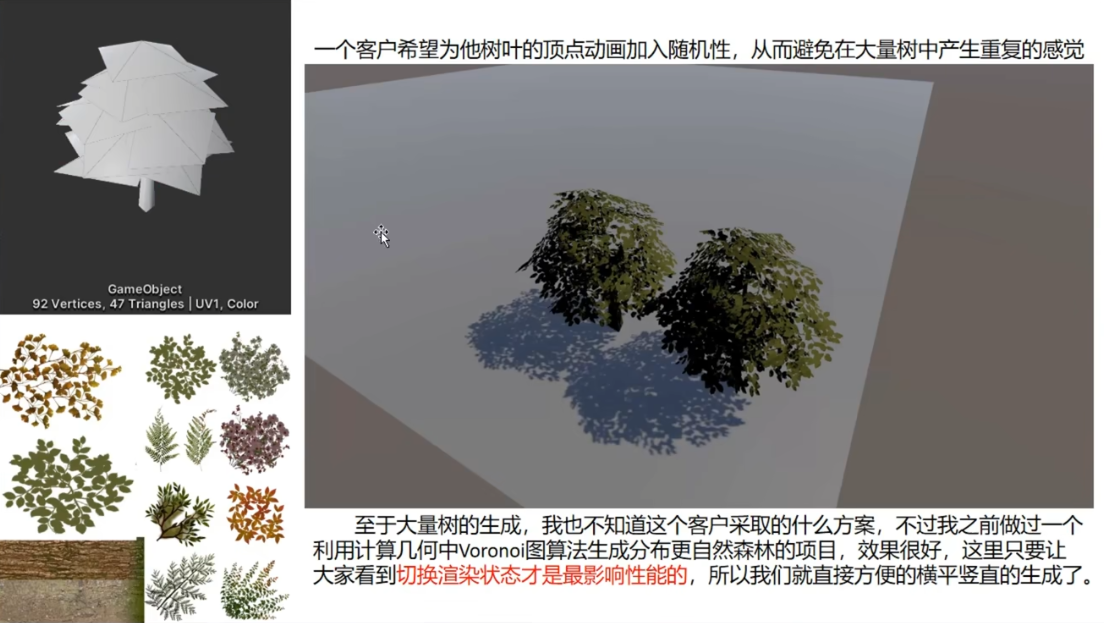 一个客户希望为他树叶的顶点动画加入随机性，从而避免在大量树中产生重复的感觉
GameObject
92 Vertices, 47 Triangles | UV1, Color
至于大量树的生成，我也不知道这个客户采取的什么方案，不过我之前做过一个
利用计算几何中Voronoi图算法生成分布更自然森林的项目，效果很好，这里只要让
大家看到切换渲染状态才是最影响性能的，所以我们就直接方便的横平竖直的生成了。